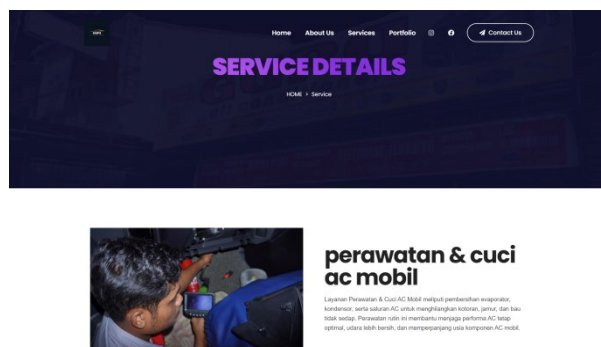 Home About Us Services Portfolio Contact Us
SERVICE DETAILS
HOME > Service
perawatan & cuci
ac mobil
Layanan Perawatan & Cuci AC Mobil meliputi pembersihan evaporator,
kondensor, serta saluran AC untuk menghilangkan kotoran, jamur, dan bau
tidak sedap. Perawatan rutin ini membantu menjaga performa AC tetap
optimal, udara lebih bersih, dan memperpanjang usia komponen AC mobil.